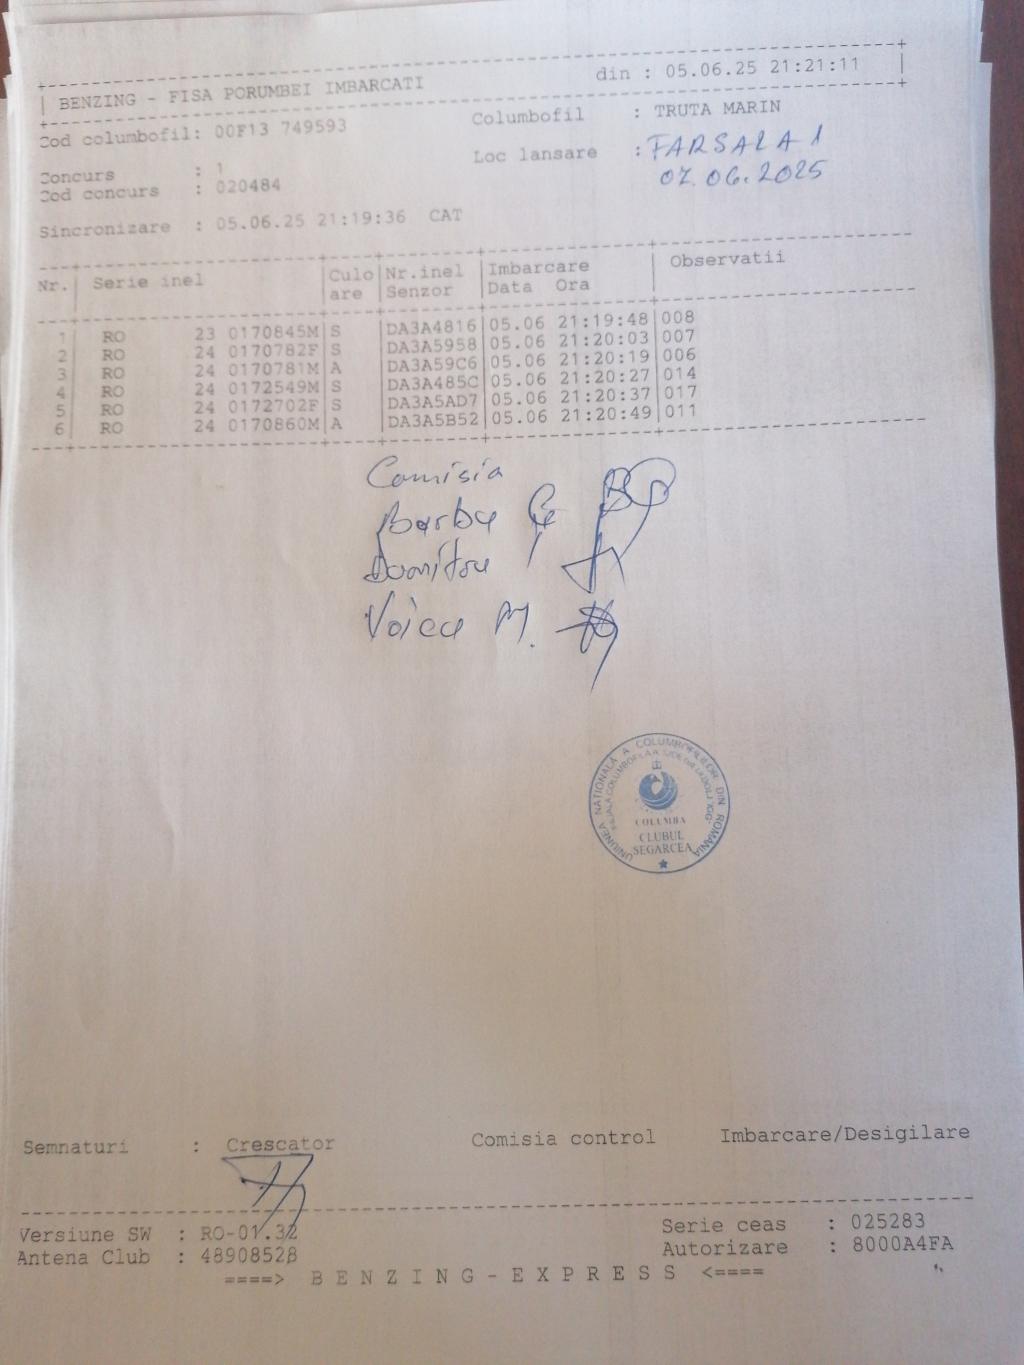 BENZING - FISA PORUMBEI IMBARCATI din : 05.06.25 21:21:11
Cod columbofil: 00F13 749593 Columbofil : TRUTA MARIN
Loc lansare : FARSALA 1
07.06.2025
Concurs : 1
Cod concurs : 020484
Sincronizare : 05.06.25 21:19:36 CAT
Nr. Serie inel Culo Nr.inel Imbarcare Observatii
are Senzor Data Ora
1 RO 23 0170845M S DA3A4816 05.06 21:19:48 008
2 RO 24 0170782F S DA3A5958 05.06 21:20:03 007
3 RO 24 0170781M A DA3A59C6 05.06 21:20:19 006
4 RO 24 0172549M S DA3A485C 05.06 21:20:27 014
5 RO 24 0172702F S DA3A5AD7 05.06 21:20:37 017
6 RO 24 0170860M A DA3A5B52 05.06 21:20:49 011
Comisia
Barbu G
Dumitru
Voicu M.
UNIUNEA NATIONALA A COLUMBOFILILOR DIN ROMANIA
COLUMBA
CLUBUL
SEGARCEA
Semnaturi : Crescator Comisia control Imbarcare/Desigilare
Versiune SW : RO-01.32 Serie ceas : 025283
Antena Club : 48908528 Autorizare : 8000A4FA
====> B E N Z I N G - E X P R E S S <====